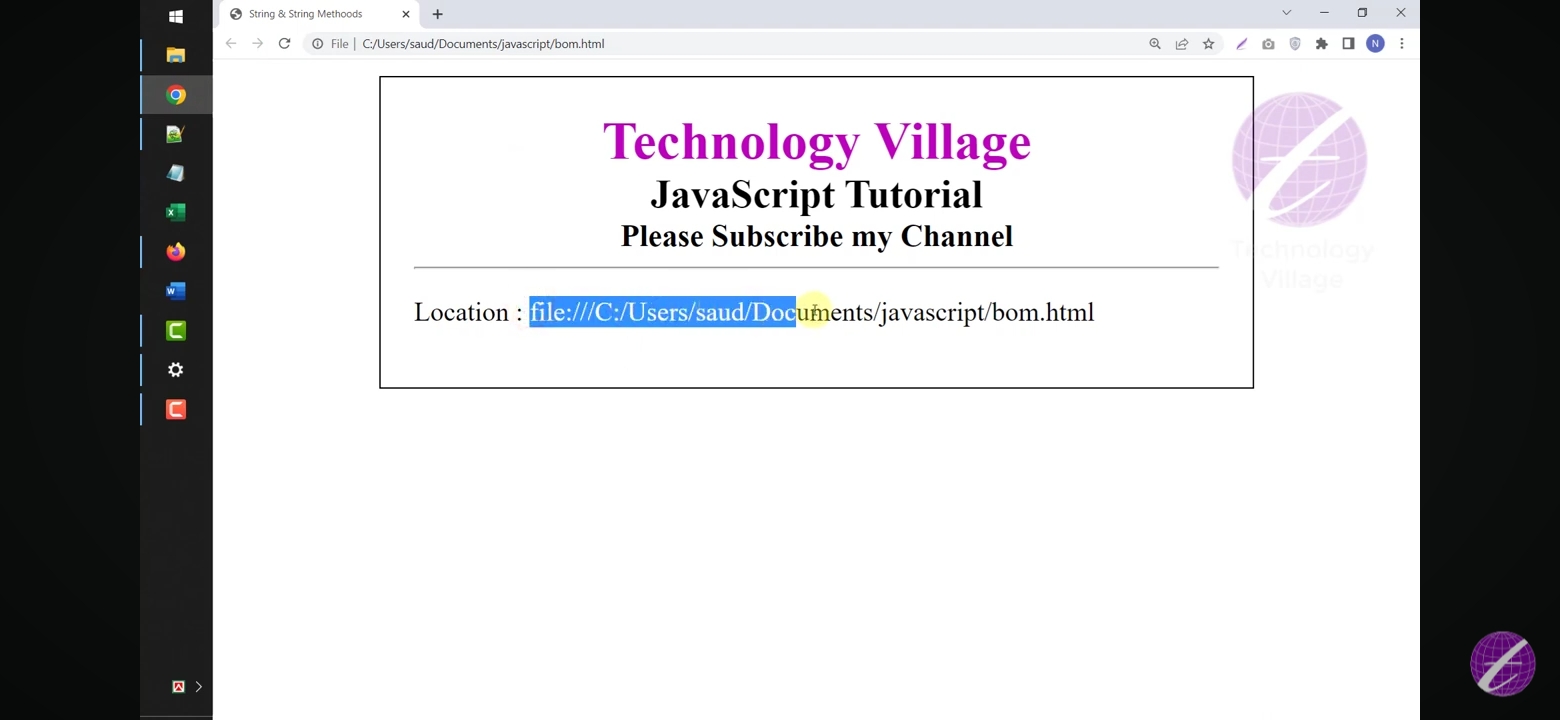 String & String Methoods
File
C:/Users/saud/Documents/javascript/bom.html
N
Technology Village
JavaScript Tutorial
Please Subscribe my Channel
Location : file:///C:/Users/saud/Documents/javascript/bom.html
Technology
Village